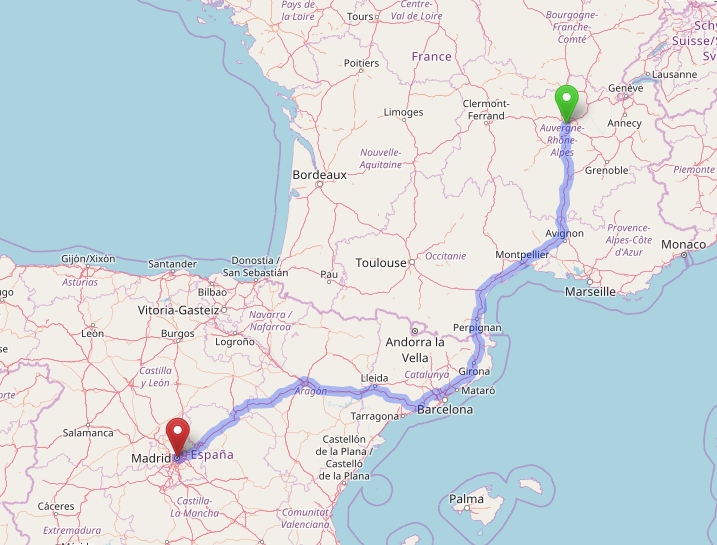 Pays de
la Loire
Tours
Centre-
Val de Loire
Bourgogne-
Franche-
Comté
Suisse/S
Sv
Lausanne
Poitiers
France
Genève
Annecy
Limoges
Clermont-
Ferrand
Auvergne-
Rhône-
Alpes
Grenoble
Piemonte
Nouvelle-
Aquitaine
Bordeaux
Avignon
Provence-
Alpes-Côte
d'Azur
Monaco
Toulouse
Occitanie
Montpellier
Marseille
Gijón/Xixón
Asturias
Santander
Donostia /
San Sebastián
Pau
Bilbao
Vitoria-Gasteiz
Navarra /
Nafarroa
León
Burgos
Logroño
Perpignan
Andorra la
Vella
Girona
Catalunya
Mataró
Castilla
y León
Lleida
Aragón
Barcelona
Tarragona
Salamanca
Madrid
España
Castellón
de la Plana /
Castelló
de la Plana
Palma
Cáceres
Extremadura
Castilla-
La Mancha
Comunitat
Valenciana